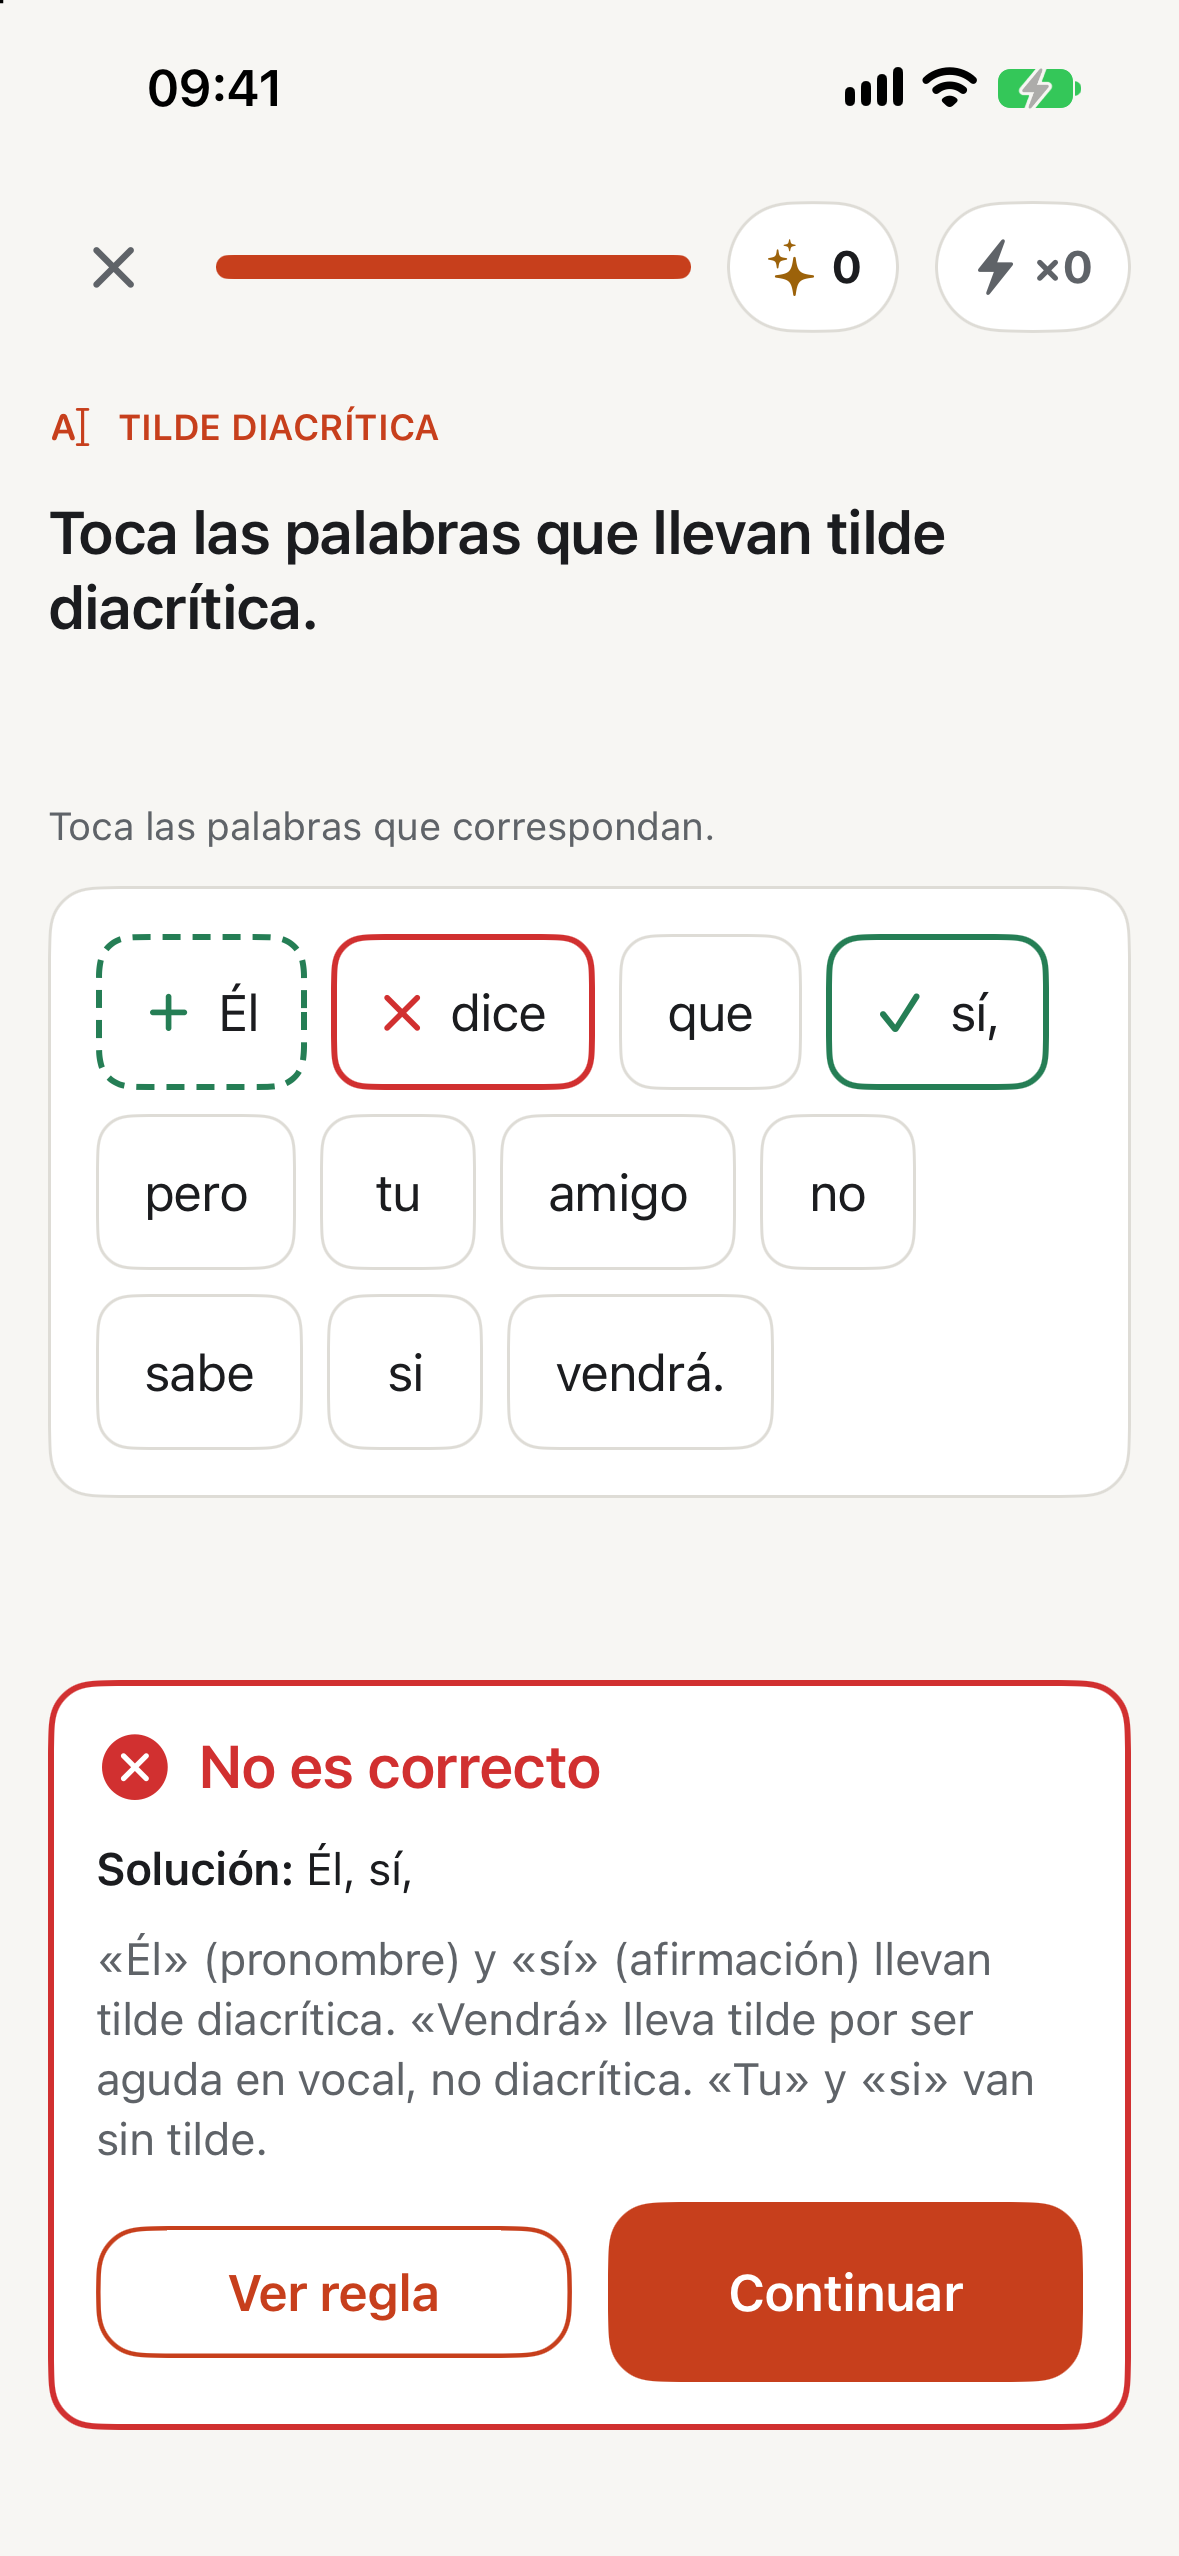 09:41
0
×0
TILDE DIACRÍTICA
Toca las palabras que llevan tilde
diacrítica.
Toca las palabras que correspondan.
Él dice que sí,
pero tu amigo no
sabe si vendrá.
No es correcto
Solución: Él, sí,
«Él» (pronombre) y «sí» (afirmación) llevan
tilde diacrítica. «Vendrá» lleva tilde por ser
aguda en vocal, no diacrítica. «Tu» y «si» van
sin tilde.
Ver regla Continuar